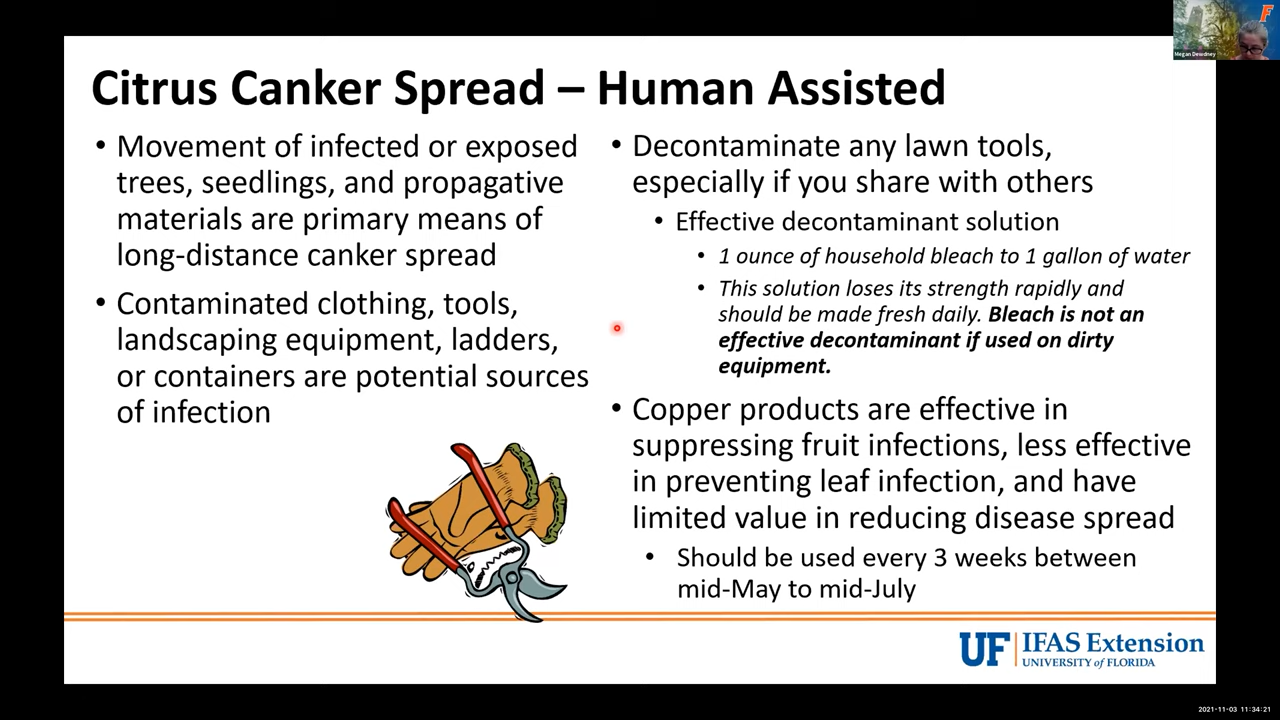 F
Megan Dewdney
Citrus Canker Spread – Human Assisted
• Movement of infected or exposed
trees, seedlings, and propagative
materials are primary means of
long-distance canker spread
• Contaminated clothing, tools,
landscaping equipment, ladders,
or containers are potential sources
of infection
• Decontaminate any lawn tools,
especially if you share with others
• Effective decontaminant solution
• 1 ounce of household bleach to 1 gallon of water
• This solution loses its strength rapidly and
should be made fresh daily. Bleach is not an
effective decontaminant if used on dirty
equipment.
• Copper products are effective in
suppressing fruit infections, less effective
in preventing leaf infection, and have
limited value in reducing disease spread
• Should be used every 3 weeks between
mid-May to mid-July
UF IFAS Extension
UNIVERSITY of FLORIDA
2021-11-03 11:34:21